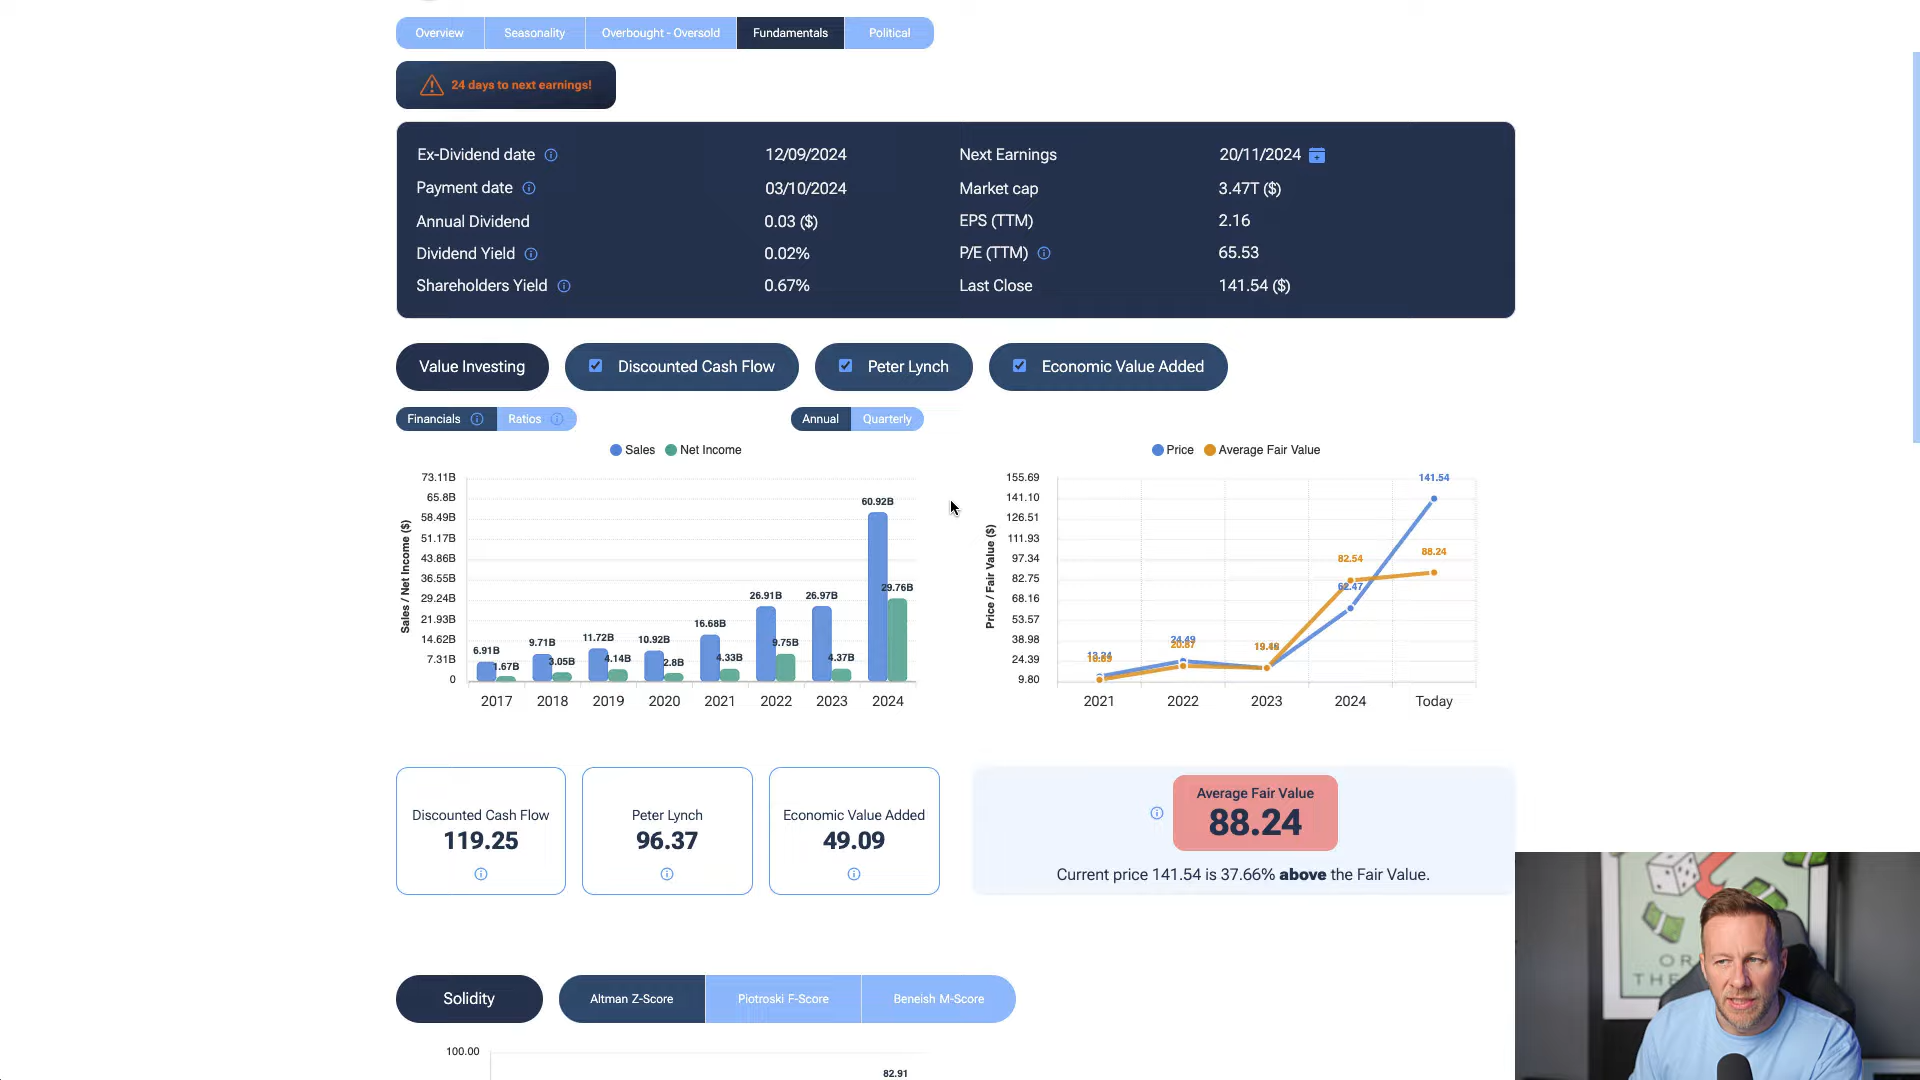 Overview
Seasonality
Overbought - Oversold
Fundamentals
Political
24 days to next earnings!
Ex-Dividend date
12/09/2024
Next Earnings
20/11/2024
Payment date
03/10/2024
Market cap
3.47T ($)
Annual Dividend
0.03 ($)
EPS (TTM)
2.16
Dividend Yield
0.02%
P/E (TTM)
65.53
Shareholders Yield
0.67%
Last Close
141.54 ($)
Value Investing
Discounted Cash Flow
Peter Lynch
Economic Value Added
Financials
Ratios
Annual
Quarterly
Sales
Net Income
Sales / Net Income ($)
73.11B
65.8B
58.49B
51.17B
43.86B
36.55B
29.24B
21.93B
14.62B
7.31B
0
6.91B
1.67B
9.71B
3.05B
11.72B
4.14B
10.92B
2.8B
16.68B
4.33B
26.91B
9.75B
26.97B
4.37B
60.92B
29.76B
2017
2018
2019
2020
2021
2022
2023
2024
Price
Average Fair Value
Price / Fair Value ($)
155.69
141.10
126.51
111.93
97.34
82.75
68.16
53.57
38.98
24.39
9.80
24.49
20.87
82.54
62.47
141.54
88.24
2021
2022
2023
2024
Today
Discounted Cash Flow
119.25
Peter Lynch
96.37
Economic Value Added
49.09
Average Fair Value
88.24
Current price 141.54 is 37.66% above the Fair Value.
Solidity
Altman Z-Score
Piotroski F-Score
Beneish M-Score
100.00
82.91
OR
THE